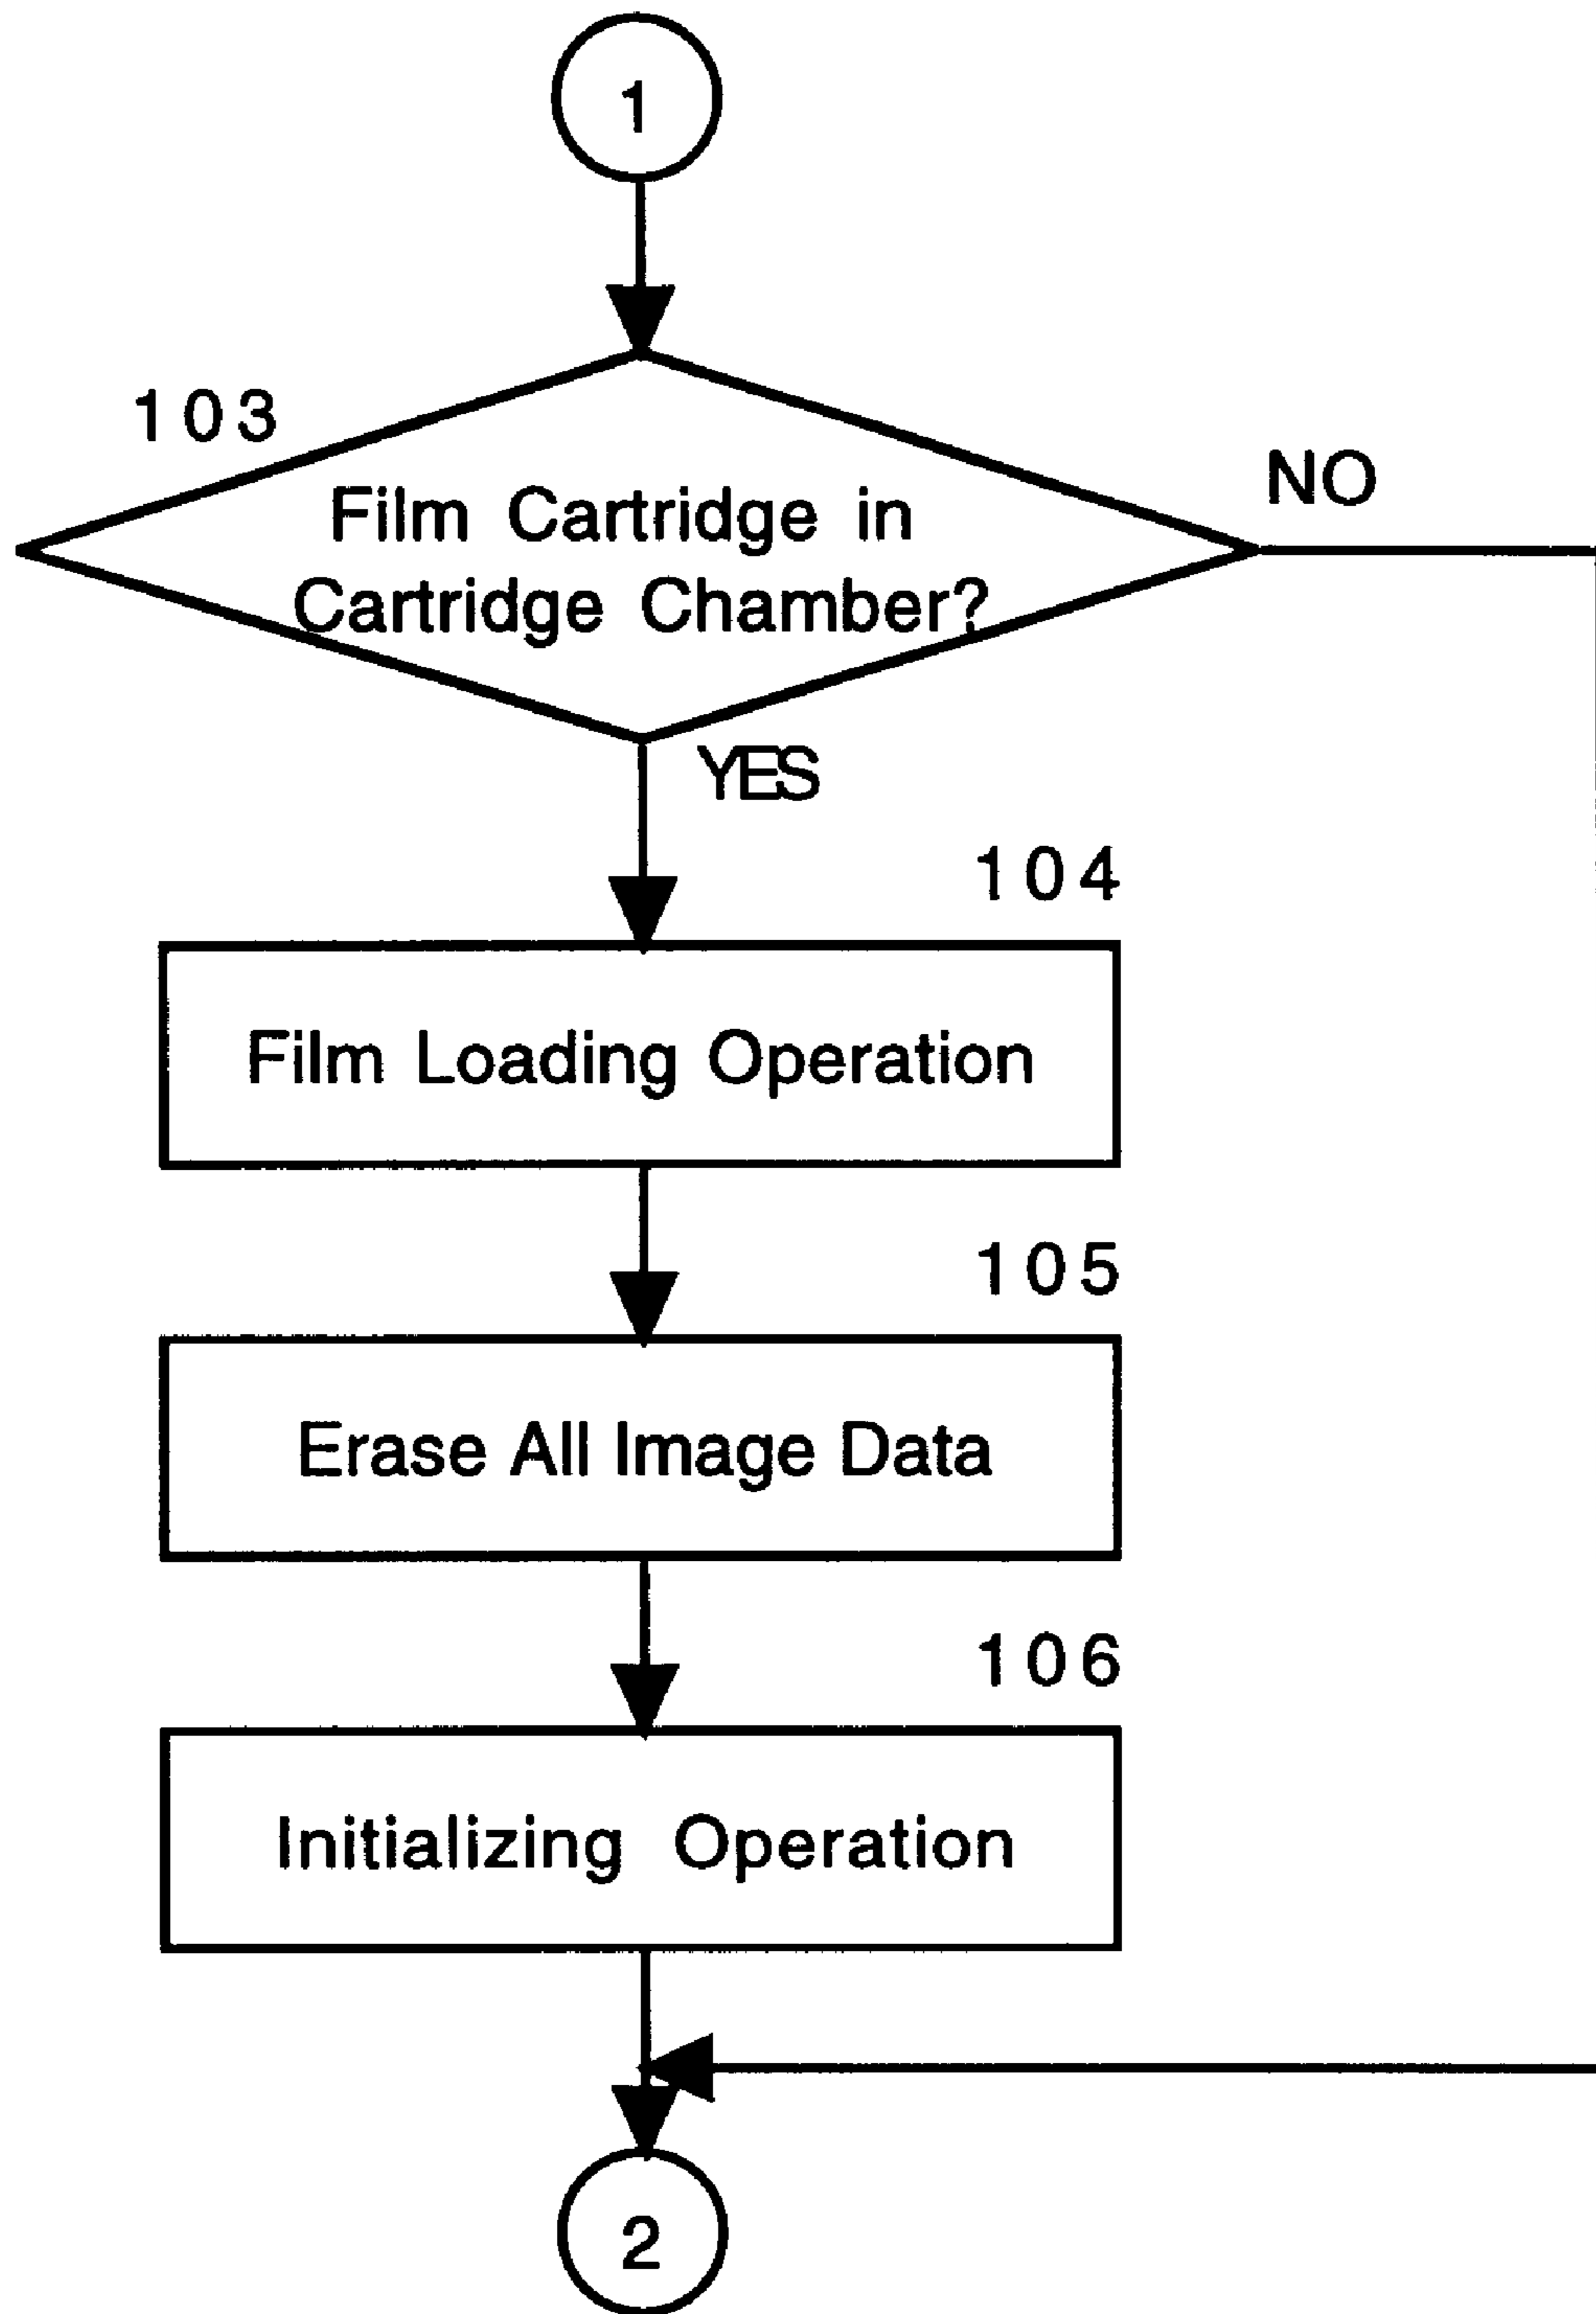 1
103
NO
Film Cartridge in
Cartridge Chamber?
YES
104
Film Loading Operation
105
Erase All Image Data
106
Initializing Operation
2